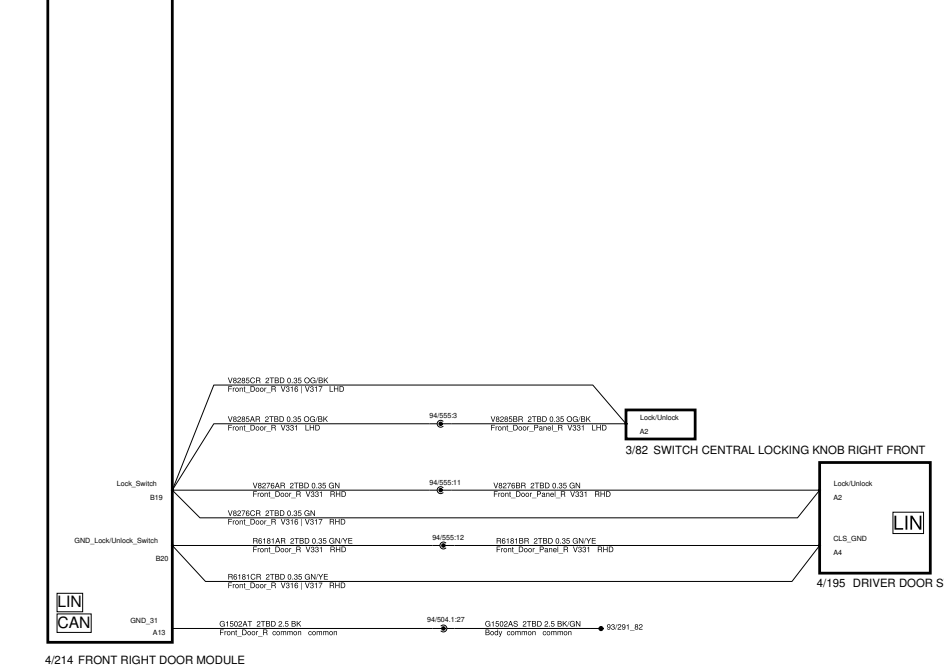 V8285CR 2TBD 0.35 OG/BK
Front_Door_R V316 | V317 LHD
V8285AR 2TBD 0.35 OG/BK
Front_Door_R V331 LHD
94/555:3
V8285BR 2TBD 0.35 OG/BK
Front_Door_Panel_R V331 LHD
Lock/Unlock
A2
3/82 SWITCH CENTRAL LOCKING KNOB RIGHT FRONT
Lock_Switch
B19
V8276AR 2TBD 0.35 GN
Front_Door_R V331 RHD
94/555:11
V8276BR 2TBD 0.35 GN
Front_Door_Panel_R V331 RHD
Lock/Unlock
A2
V8276CR 2TBD 0.35 GN
Front_Door_R V316 | V317 RHD
LIN
GND_Lock/Unlock_Switch
B20
R6181AR 2TBD 0.35 GN/YE
Front_Door_R V331 RHD
94/555:12
R6181BR 2TBD 0.35 GN/YE
Front_Door_Panel_R V331 RHD
CLS_GND
A4
R6181CR 2TBD 0.35 GN/YE
Front_Door_R V316 | V317 RHD
4/195 DRIVER DOOR S
LIN
CAN
GND_31
A13
G1502AT 2TBD 2.5 BK
Front_Door_R common common
94/504.1:27
G1502AS 2TBD 2.5 BK/GN
Body common common
93/291_82
4/214 FRONT RIGHT DOOR MODULE